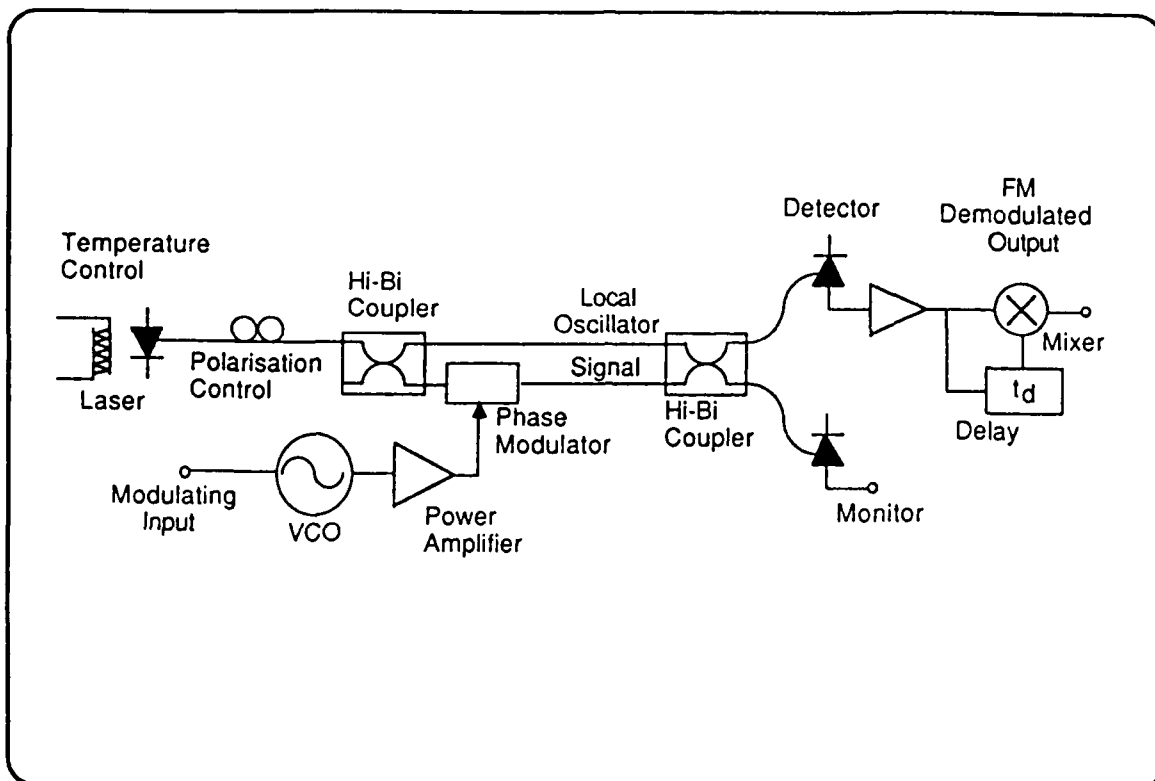 Temperature
Control
Laser
Polarisation
Control
Hi-Bi
Coupler
Local
Oscillator
Signal
Phase
Modulator
Modulating
Input
VCO
Power
Amplifier
Hi-Bi
Coupler
Detector
FM
Demodulated
Output
Mixer
td
Delay
Monitor